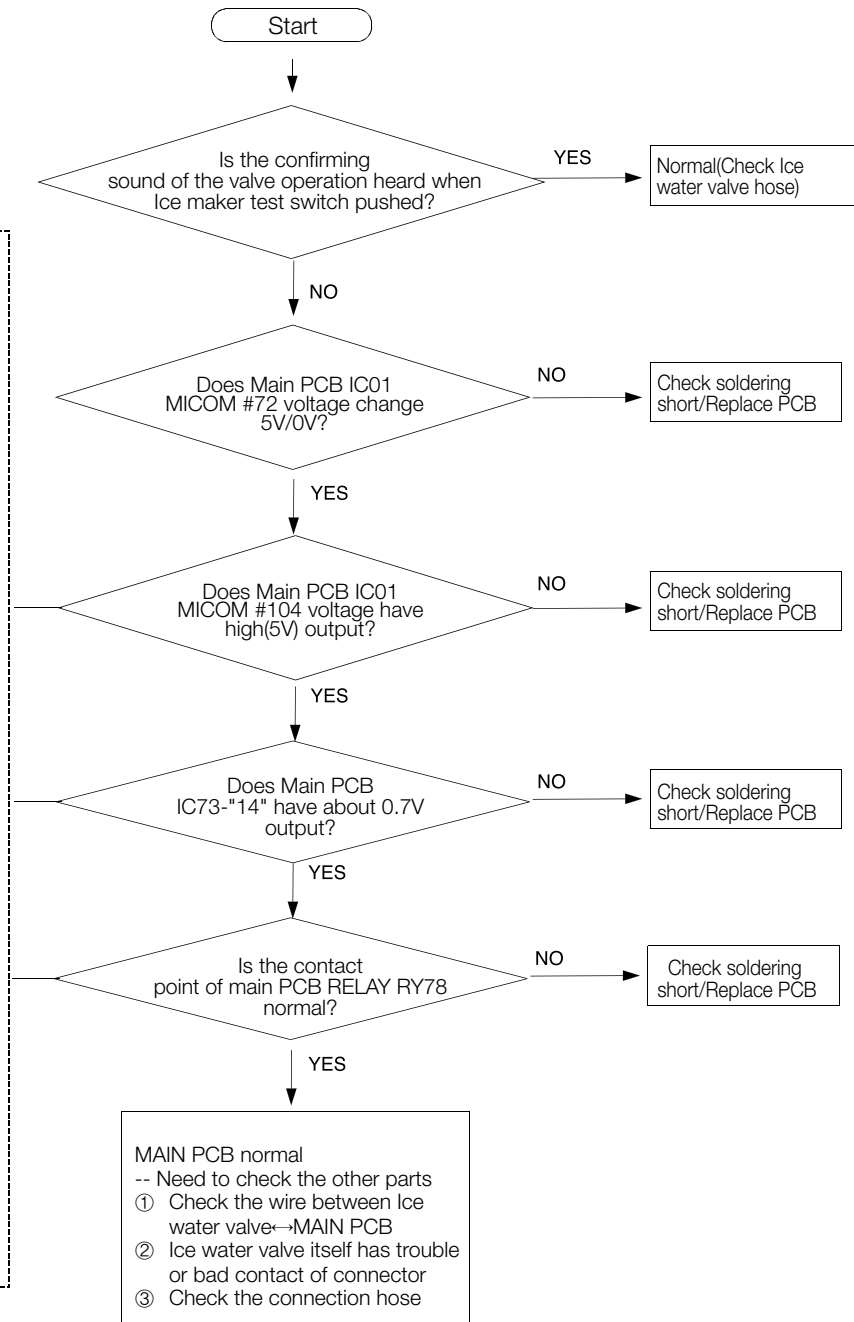 Start
Is the confirming
sound of the valve operation heard when
Ice maker test switch pushed?
YES
Normal(Check Ice
water valve hose)
NO
Does Main PCB IC01
MICOM #72 voltage change
5V/0V?
NO
Check soldering
short/Replace PCB
YES
Does Main PCB IC01
MICOM #104 voltage have
high(5V) output?
NO
Check soldering
short/Replace PCB
YES
Does Main PCB
IC73-"14" have about 0.7V
output?
NO
Check soldering
short/Replace PCB
YES
Is the contact
point of main PCB RELAY RY78
normal?
NO
Check soldering
short/Replace PCB
YES
MAIN PCB normal
-- Need to check the other parts
① Check the wire between Ice
water valve↔MAIN PCB
② Ice water valve itself has trouble
or bad contact of connector
③ Check the connection hose